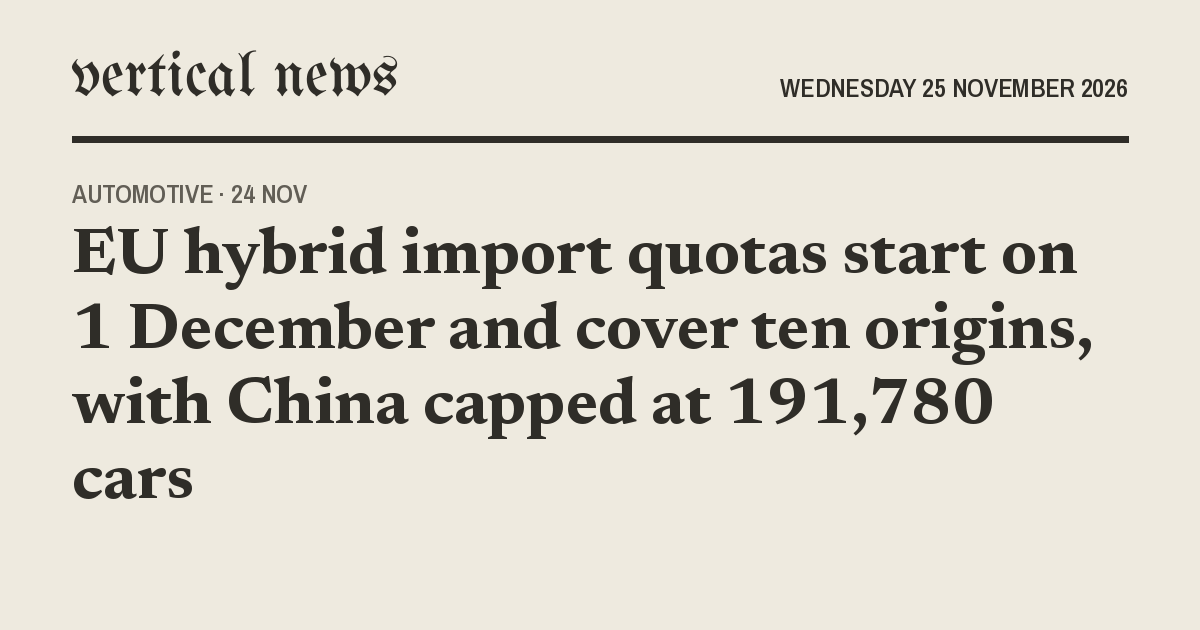 vertical news
WEDNESDAY 25 NOVEMBER 2026
AUTOMOTIVE · 24 NOV
EU hybrid import quotas start on
1 December and cover ten origins,
with China capped at 191,780
cars